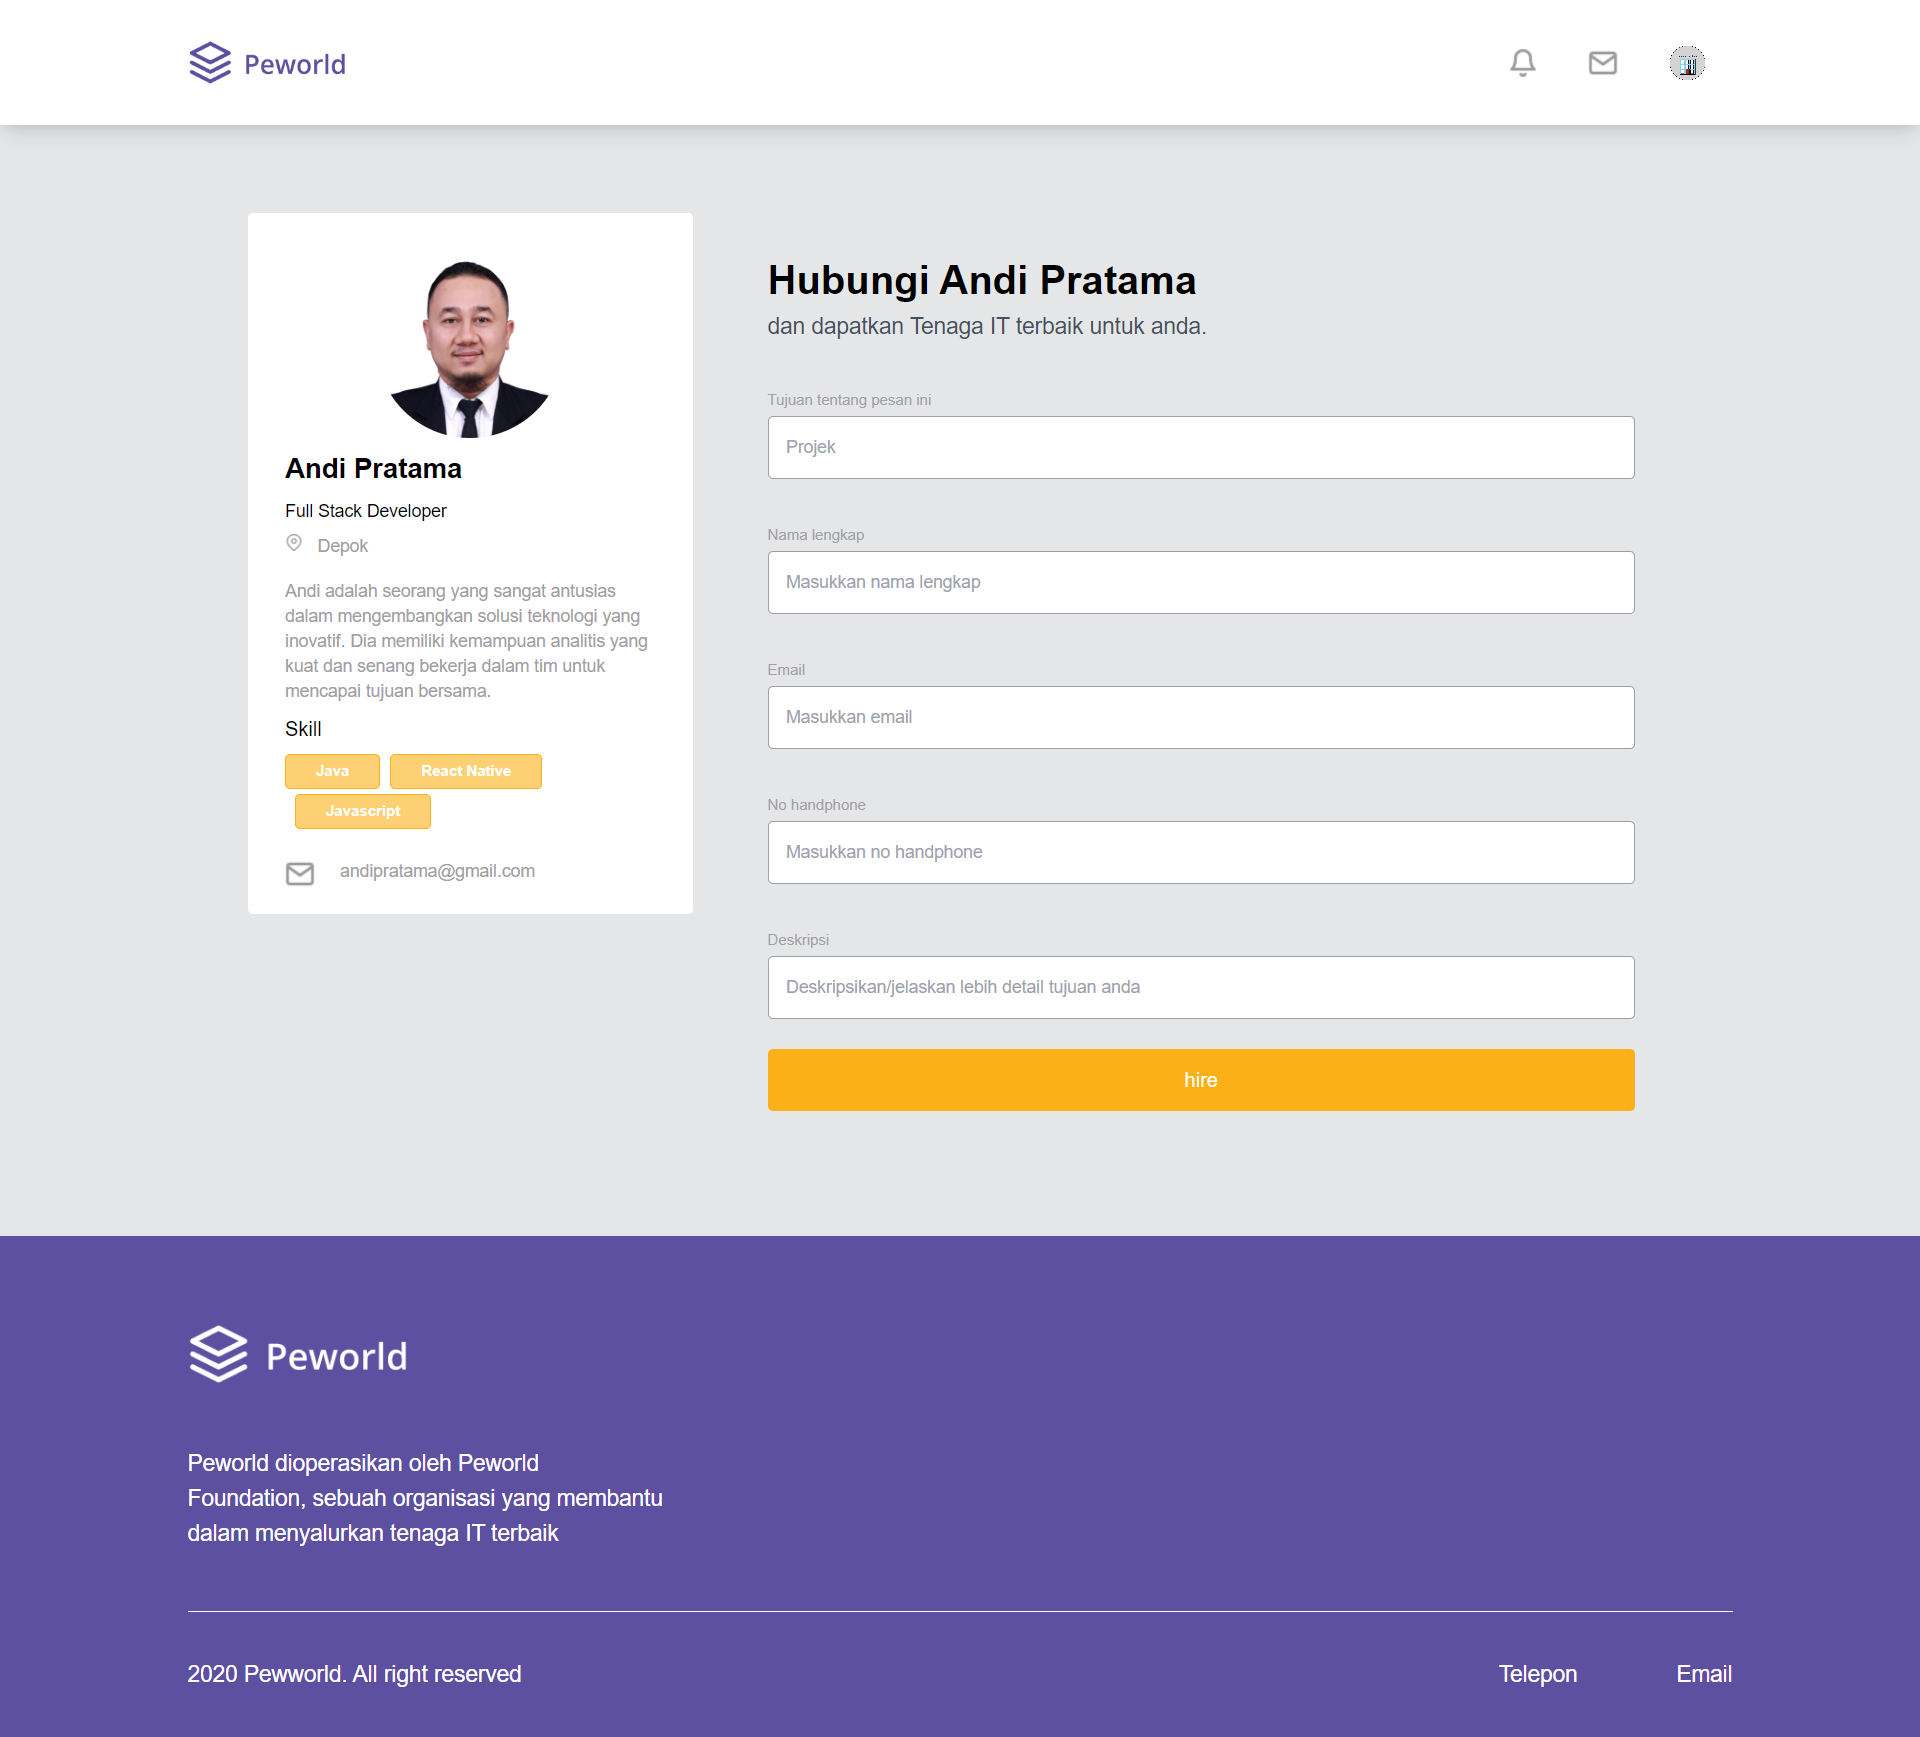 Peworld
Andi Pratama
Full Stack Developer
Depok
Andi adalah seorang yang sangat antusias
dalam mengembangkan solusi teknologi yang
inovatif. Dia memiliki kemampuan analitis yang
kuat dan senang bekerja dalam tim untuk
mencapai tujuan bersama.
Skill
Java
React Native
Javascript
andipratama@gmail.com
Hubungi Andi Pratama
dan dapatkan Tenaga IT terbaik untuk anda.
Tujuan tentang pesan ini
Projek
Nama lengkap
Masukkan nama lengkap
Email
Masukkan email
No handphone
Masukkan no handphone
Deskripsi
Deskripsikan/jelaskan lebih detail tujuan anda
hire
Peworld
Peworld dioperasikan oleh Peworld
Foundation, sebuah organisasi yang membantu
dalam menyalurkan tenaga IT terbaik
2020 Pewworld. All right reserved
Telepon
Email